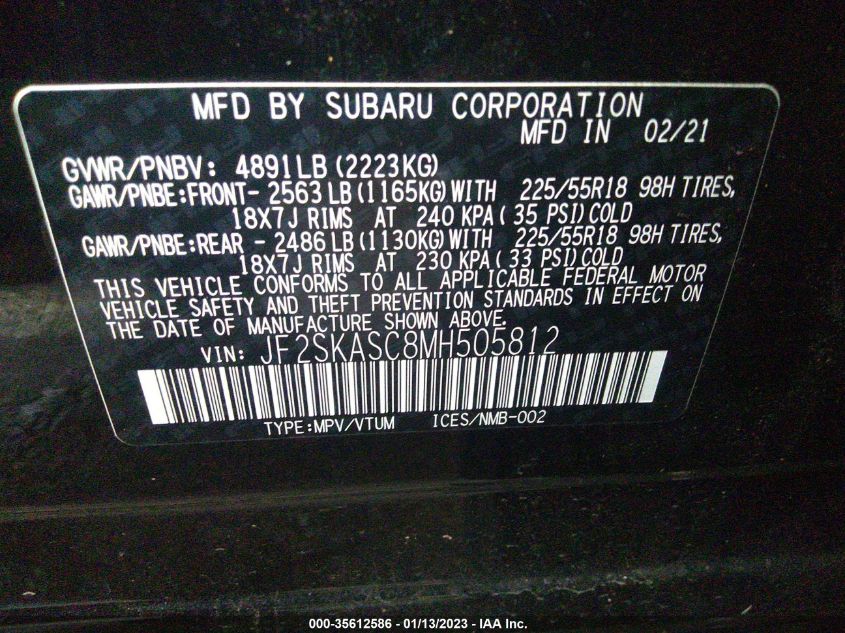 MFD BY SUBARU CORPORATION
MFD IN 02/21
GVWR/PNBV: 4891LB (2223KG)
GAWR/PNBE:FRONT- 2563 LB (1165KG) WITH 225/55R18 98H TIRES,
18X7J RIMS AT 240 KPA ( 35 PSI) COLD
GAWR/PNBE:REAR - 2486 LB (1130KG) WITH 225/55R18 98H TIRES,
18X7J RIMS AT 230 KPA ( 33 PSI) COLD
THIS VEHICLE CONFORMS TO ALL APPLICABLE FEDERAL MOTOR
VEHICLE SAFETY AND THEFT PREVENTION STANDARDS IN EFFECT ON
THE DATE OF MANUFACTURE SHOWN ABOVE.
VIN: JF2SKASC8MH505812
TYPE:MPV/VTUM ICES/NMB-002
000-35612586 - 01/13/2023 - IAA Inc.